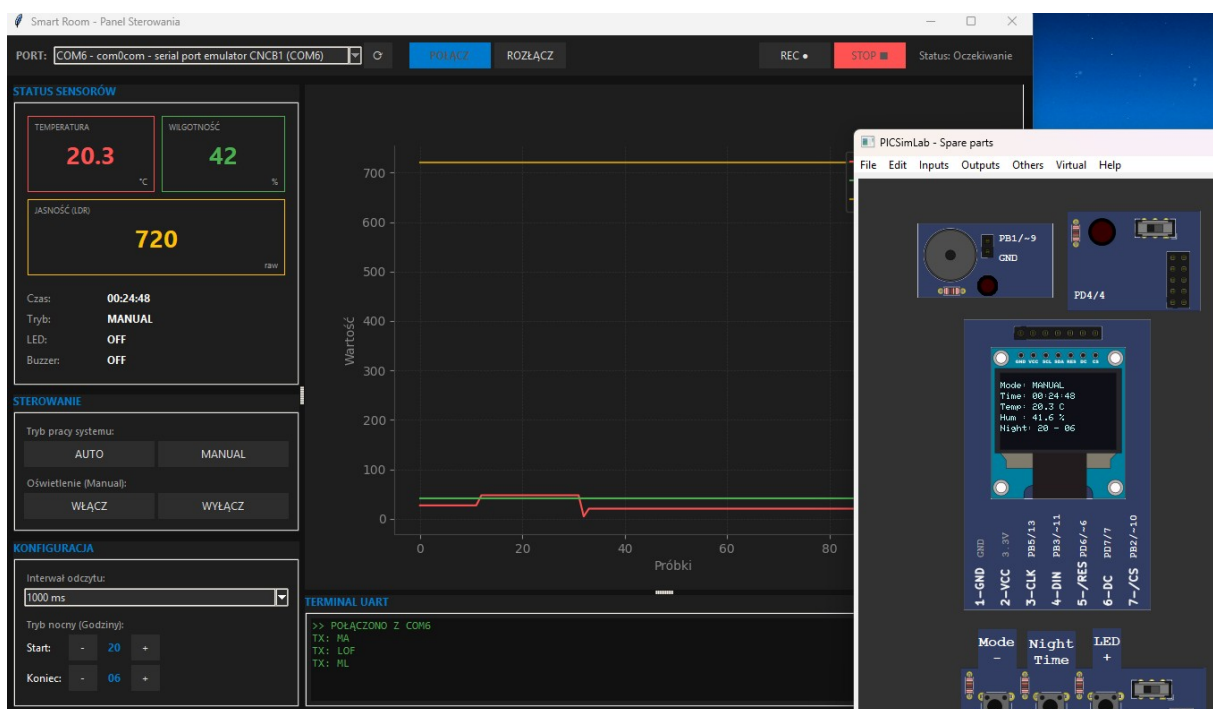 Smart Room - Panel Sterowania
PORT: COM6 - com0com - serial port emulator CNCB1 (COM6)
POŁĄCZ
ROZŁĄCZ
REC ●
STOP ■
Status: Oczekiwanie
STATUS SENSORÓW
TEMPERATURA
20.3
°C
WILGOTNOŚĆ
42
%
JASNOŚĆ (LDR)
720
raw
Czas: 00:24:48
Tryb: MANUAL
LED: OFF
Buzzer: OFF
STEROWANIE
Tryb pracy systemu:
AUTO
MANUAL
Oświetlenie (Manual):
WŁĄCZ
WYŁĄCZ
KONFIGURACJA
Interwał odczytu:
1000 ms
Tryb nocny (Godziny):
Start: - 20 +
Koniec: - 06 +
Wartość
700
600
500
400
300
200
100
0
0 20 40 60 80
Próbki
TERMINAL UART
>> POŁĄCZONO Z COM6
TX: MA
TX: LOF
TX: ML
PICSimLab - Spare parts
File Edit Inputs Outputs Others Virtual Help
PB1/~9
GND
PD4/4
GND VCC SCL SDA RES DC CS
Mode: MANUAL
Time: 00:24:48
Temp: 20.3 C
Hum : 41.6 %
Night: 20 - 06
1-GND GND
2-VCC 3.3V
3-CLK PB5/13
4-DIN PB3/~11
5-/RES PD6/~6
6-DC PD7/7
7-/CS PB2/~10
Mode
-
Night
Time
LED
+